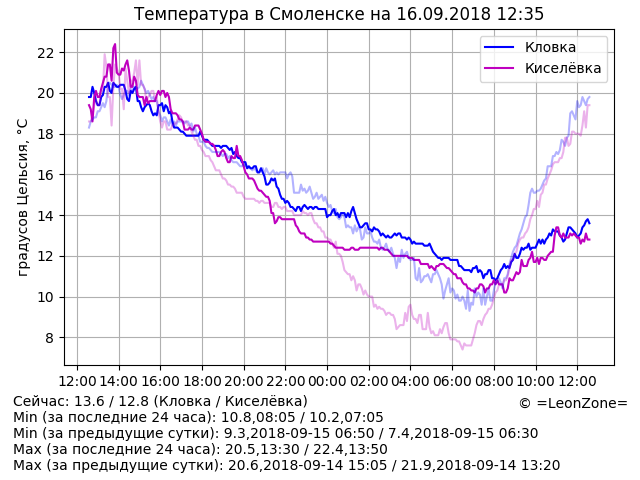 Температура в Смоленске на 16.09.2018 12:35
Кловка
Киселёвка
градусов Цельсия, °C
22
20
18
16
14
12
10
8
12:00 14:00 16:00 18:00 20:00 22:00 00:00 02:00 04:00 06:00 08:00 10:00 12:00
Сейчас: 13.6 / 12.8 (Кловка / Киселёвка)
© =LeonZone=
Min (за последние 24 часа): 10.8,08:05 / 10.2,07:05
Min (за предыдущие сутки): 9.3,2018-09-15 06:50 / 7.4,2018-09-15 06:30
Max (за последние 24 часа): 20.5,13:30 / 22.4,13:50
Max (за предыдущие сутки): 20.6,2018-09-14 15:05 / 21.9,2018-09-14 13:20